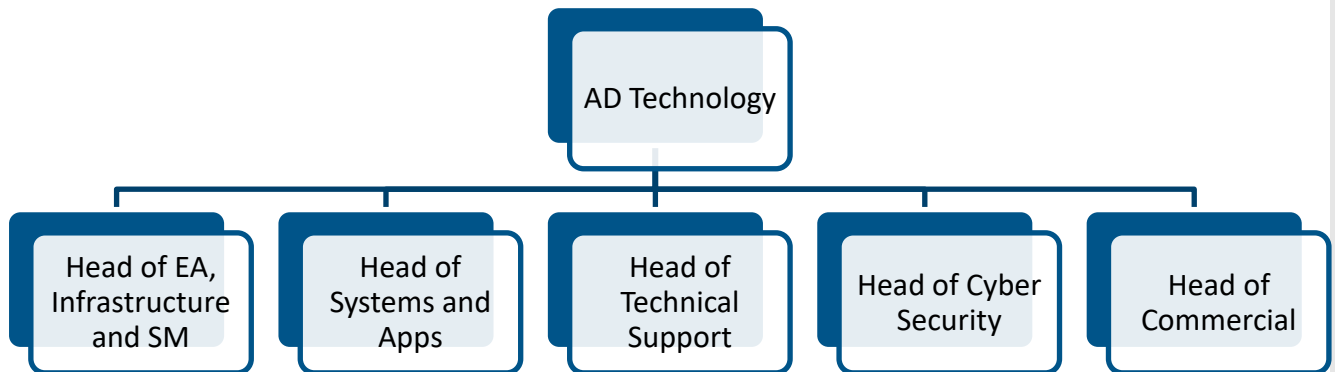 AD Technology
Head of EA,
Infrastructure
and SM
Head of
Systems and
Apps
Head of
Technical
Support
Head of Cyber
Security
Head of
Commercial